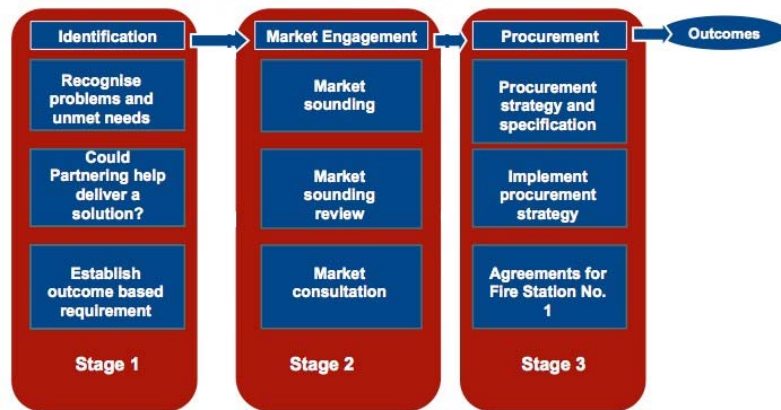 Identification
Recognise
problems and
unmet needs
Could
Partnering help
deliver a
solution?
Establish
outcome based
requirement
Stage 1
Market Engagement
Market
sounding
Market
sounding
review
Market
consultation
Stage 2
Procurement
Procurement
strategy and
specification
Implement
procurement
strategy
Agreements for
Fire Station No.
1
Stage 3
Outcomes